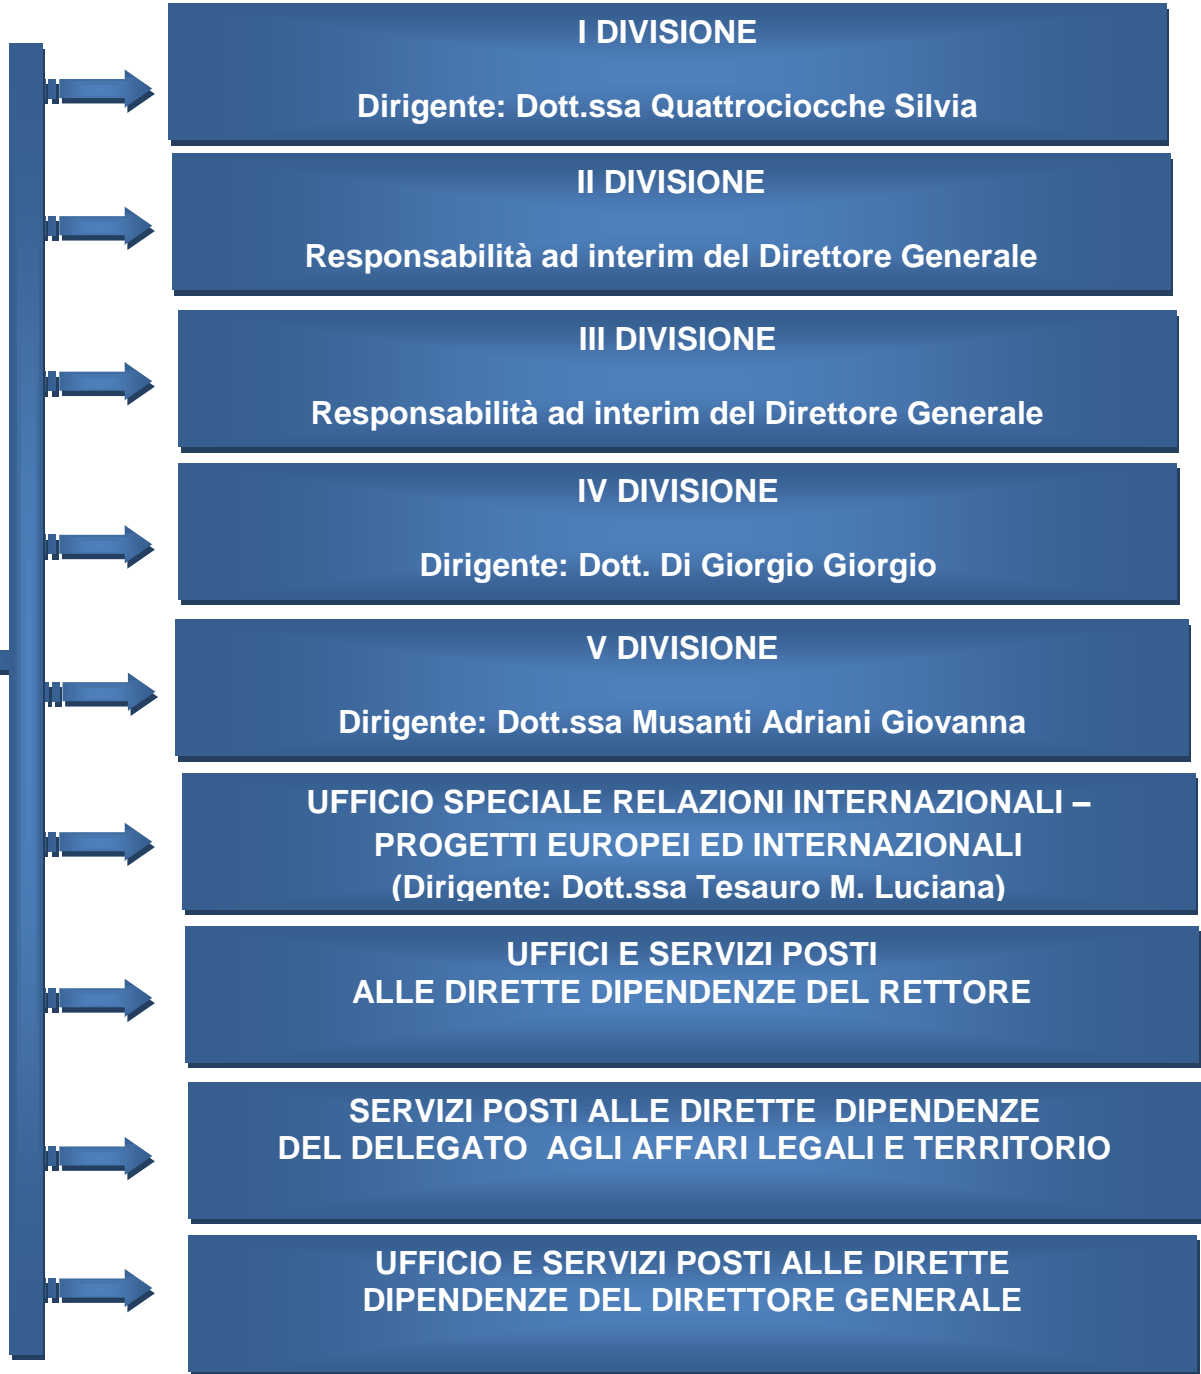 I DIVISIONE
Dirigente: Dott.ssa Quattrociocche Silvia
II DIVISIONE
Responsabilità ad interim del Direttore Generale
III DIVISIONE
Responsabilità ad interim del Direttore Generale
IV DIVISIONE
Dirigente: Dott. Di Giorgio Giorgio
V DIVISIONE
Dirigente: Dott.ssa Musanti Adriani Giovanna
UFFICIO SPECIALE RELAZIONI INTERNAZIONALI –
PROGETTI EUROPEI ED INTERNAZIONALI
(Dirigente: Dott.ssa Tesauro M. Luciana)
UFFICI E SERVIZI POSTI
ALLE DIRETTE DIPENDENZE DEL RETTORE
SERVIZI POSTI ALLE DIRETTE  DIPENDENZE
DEL DELEGATO  AGLI AFFARI LEGALI E TERRITORIO
UFFICIO E SERVIZI POSTI ALLE DIRETTE
DIPENDENZE DEL DIRETTORE GENERALE